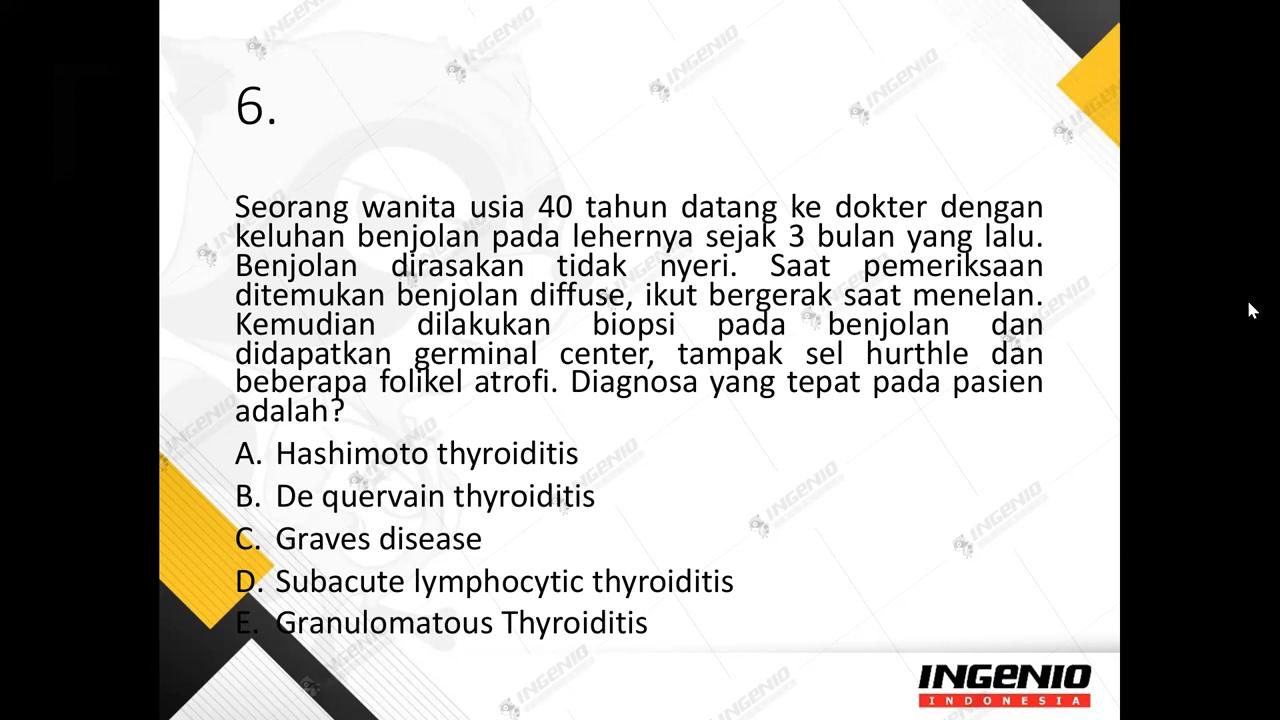 6.
Seorang wanita usia 40 tahun datang ke dokter dengan
keluhan benjolan pada lehernya sejak 3 bulan yang lalu.
Benjolan dirasakan tidak nyeri. Saat pemeriksaan
ditemukan benjolan diffuse, ikut bergerak saat menelan.
Kemudian dilakukan biopsi pada benjolan dan
didapatkan germinal center, tampak sel hurthle dan
beberapa folikel atrofi. Diagnosa yang tepat pada pasien
adalah?
A. Hashimoto thyroiditis
B. De quervain thyroiditis
C. Graves disease
D. Subacute lymphocytic thyroiditis
E. Granulomatous Thyroiditis
INGENIO
INDONESIA